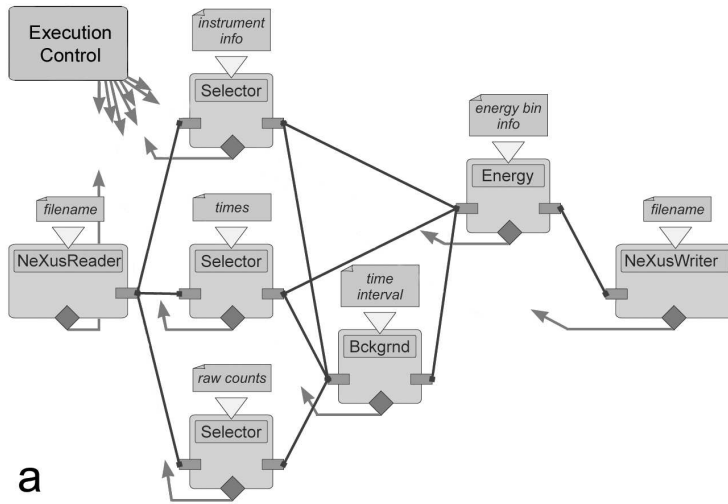 Execution
Control
instrument
info
Selector
energy bin
info
Energy
filename
NeXusReader
times
Selector
filename
NeXusWriter
time
interval
Bckgrnd
raw counts
Selector
a